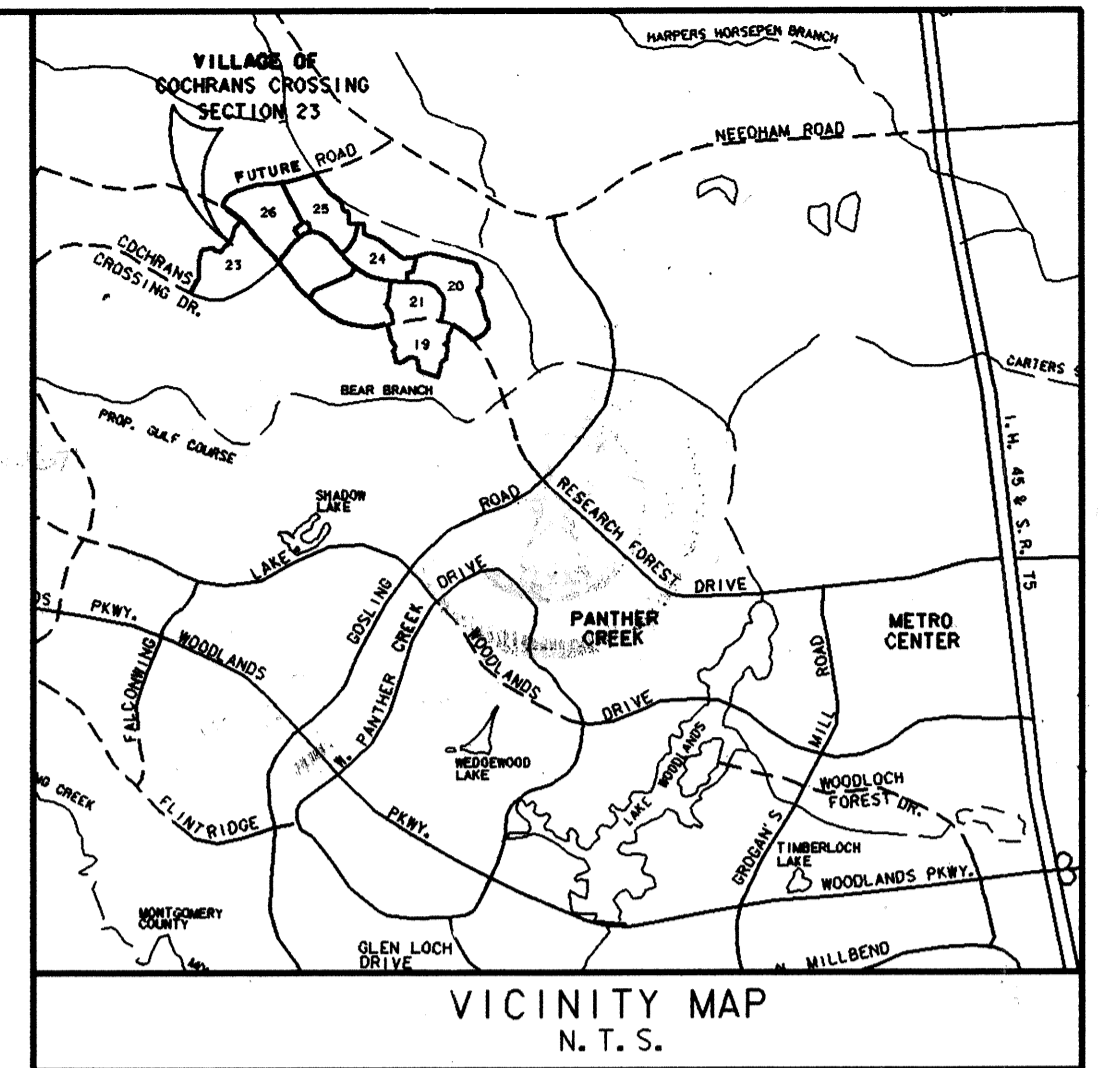 HARPERS HORSEPEN BRANCH
VILLAGE OF
COCHRANS CROSSING
SECTION 23
NEEDHAM ROAD
FUTURE ROAD
26
25
24
23
20
21
19
COCHRANS
CROSSING DR.
CARTERS S
BEAR BRANCH
PROP. GULF COURSE
I. H. 45 & S.R. 75
SHADOW
LAKE
LAKE
GOSLING ROAD
RESEARCH FOREST DRIVE
DS PKWY.
WOODLANDS
FALCONWING
W. PANTHER CREEK DRIVE
WOODLANDS DRIVE
PANTHER
CREEK
METRO
CENTER
GROGAN'S MILL ROAD
WEDGEWOOD
LAKE
LAKE WOODLANDS
WOODLOCH
FOREST DR.
NG CREEK
FLINTRIDGE
PKWY.
TIMBERLOCH
LAKE
WOODLANDS PKWY.
MONTGOMERY
COUNTY
GLEN LOCH
DRIVE
N MILLBEND
VICINITY MAP
N. T. S.